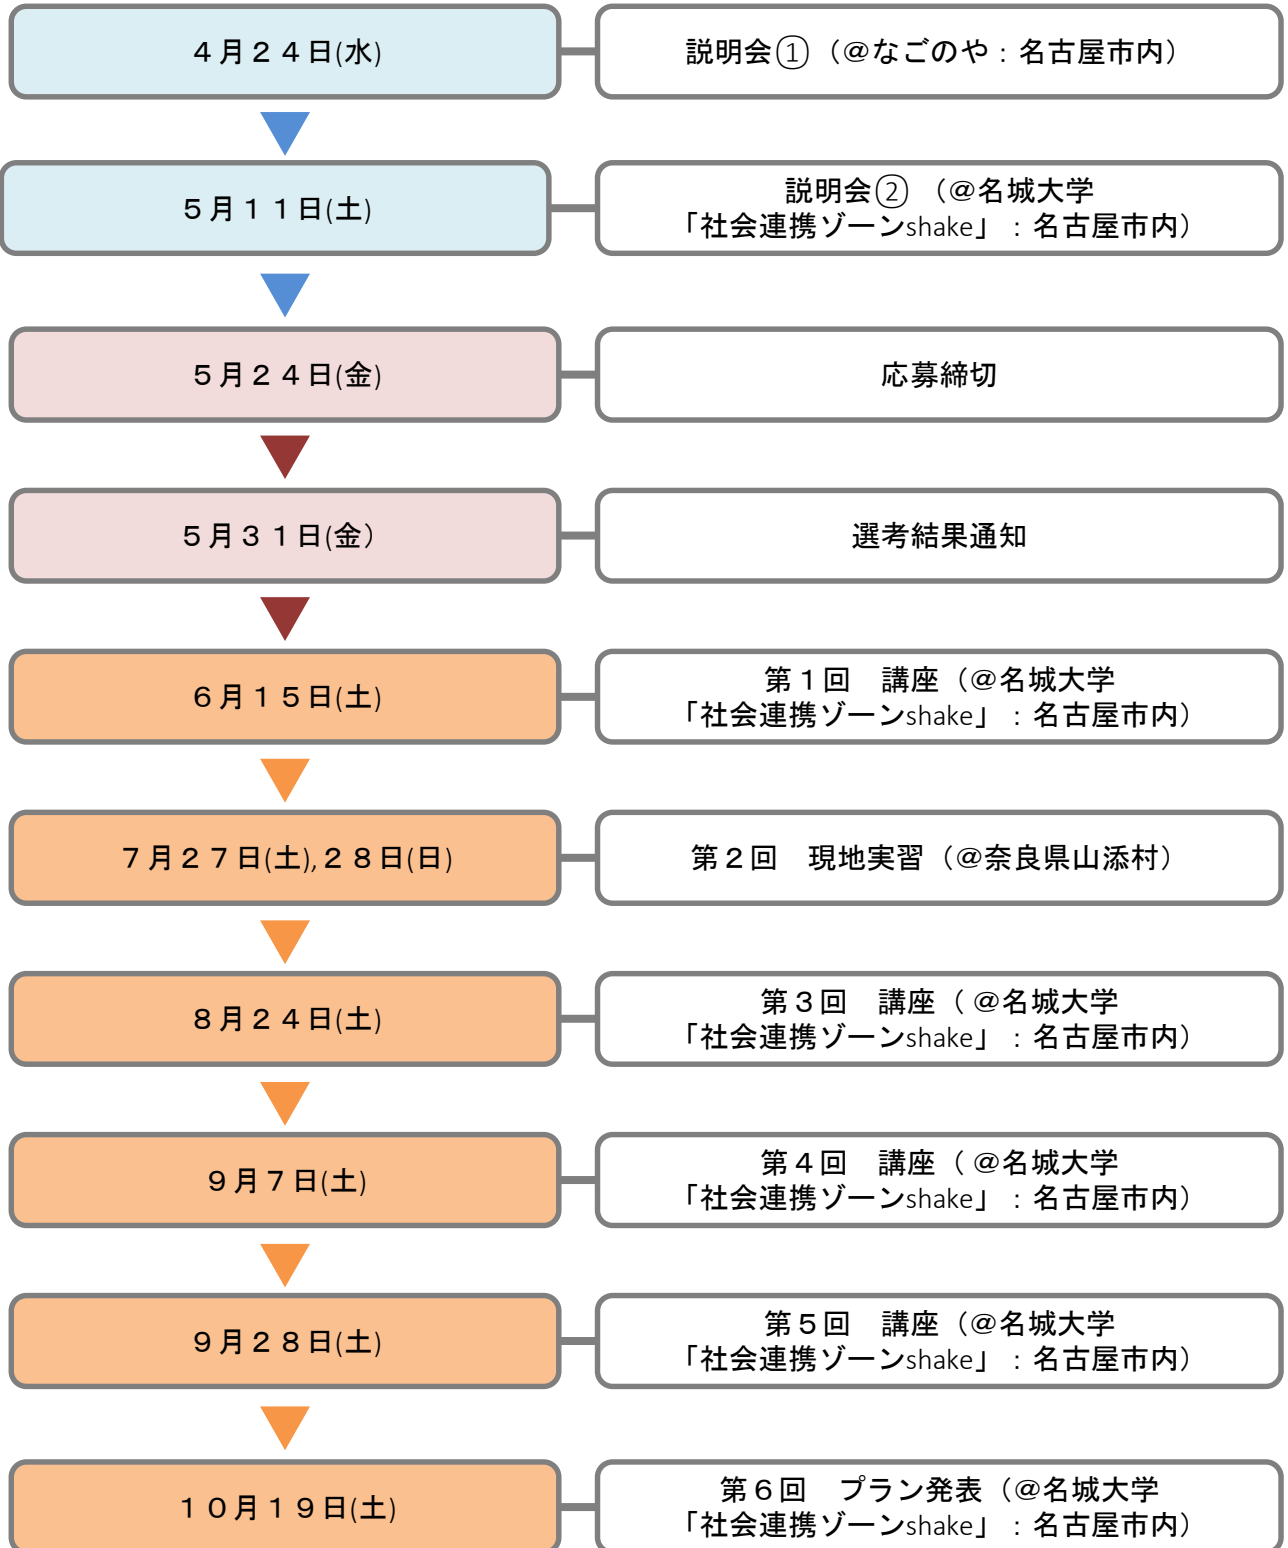 ４月２４日(水)
説明会①（@なごのや：名古屋市内）
５月１１日(土)
説明会②（@名城大学
「社会連携ゾーンshake」：名古屋市内）
５月２４日(金)
応募締切
５月３１日(金）
選考結果通知
６月１５日(土)
第１回　講座（@名城大学
「社会連携ゾーンshake」：名古屋市内）
７月２７日(土),２８日(日)
第２回　現地実習（@奈良県山添村）
８月２４日(土)
第３回　講座（ @名城大学
「社会連携ゾーンshake」：名古屋市内）
９月７日(土)
第４回　講座（ @名城大学
「社会連携ゾーンshake」：名古屋市内）
９月２８日(土)
第５回　講座（@名城大学
「社会連携ゾーンshake」：名古屋市内）
１０月１９日(土)
第６回　プラン発表（@名城大学
「社会連携ゾーンshake」：名古屋市内）